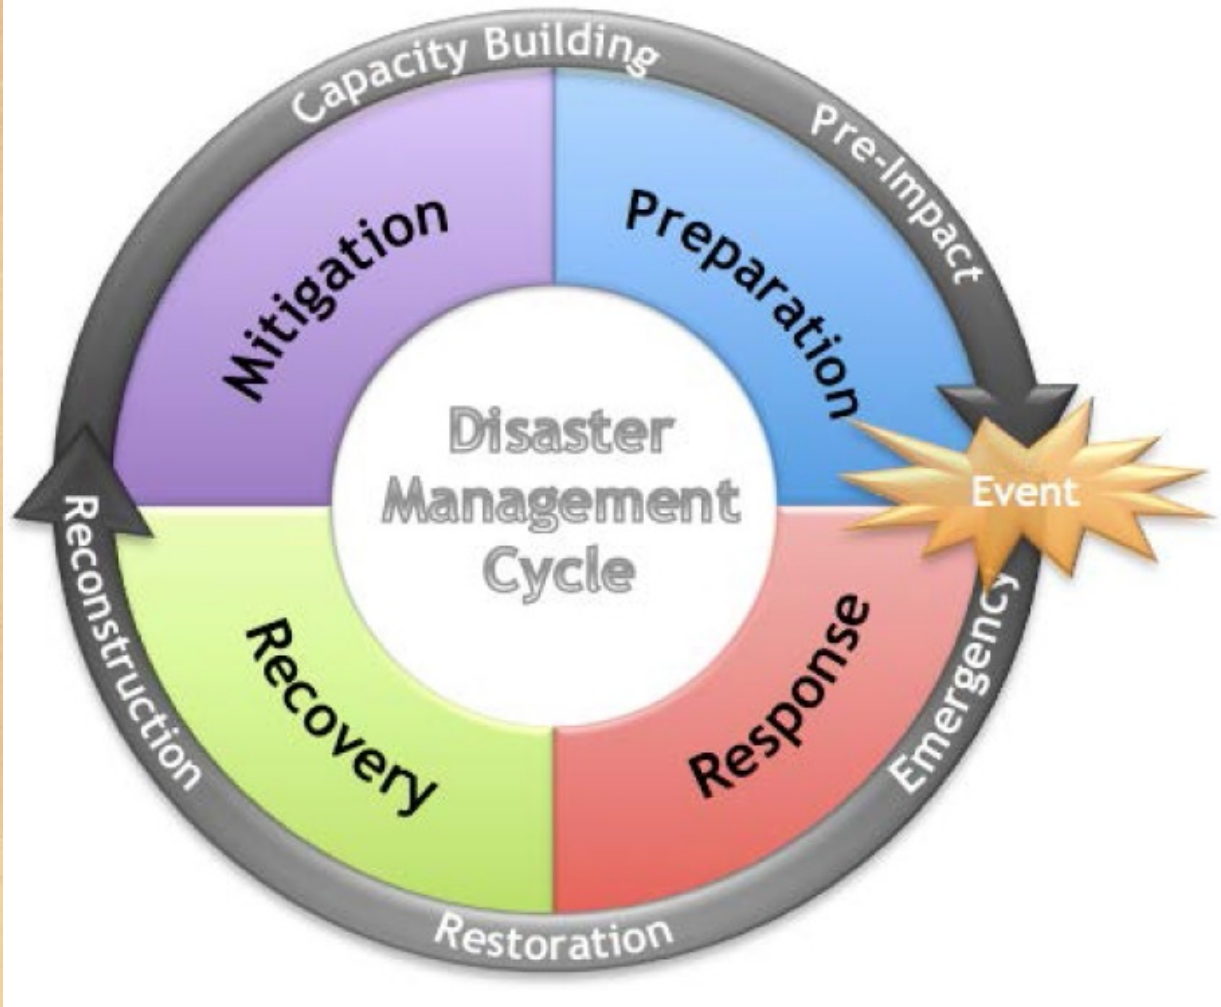 Capacity Building
Pre-Impact
Mitigation
Preparation
Disaster
Management
Cycle
Event
Reconstruction
Recovery
Response
Emergency
Restoration